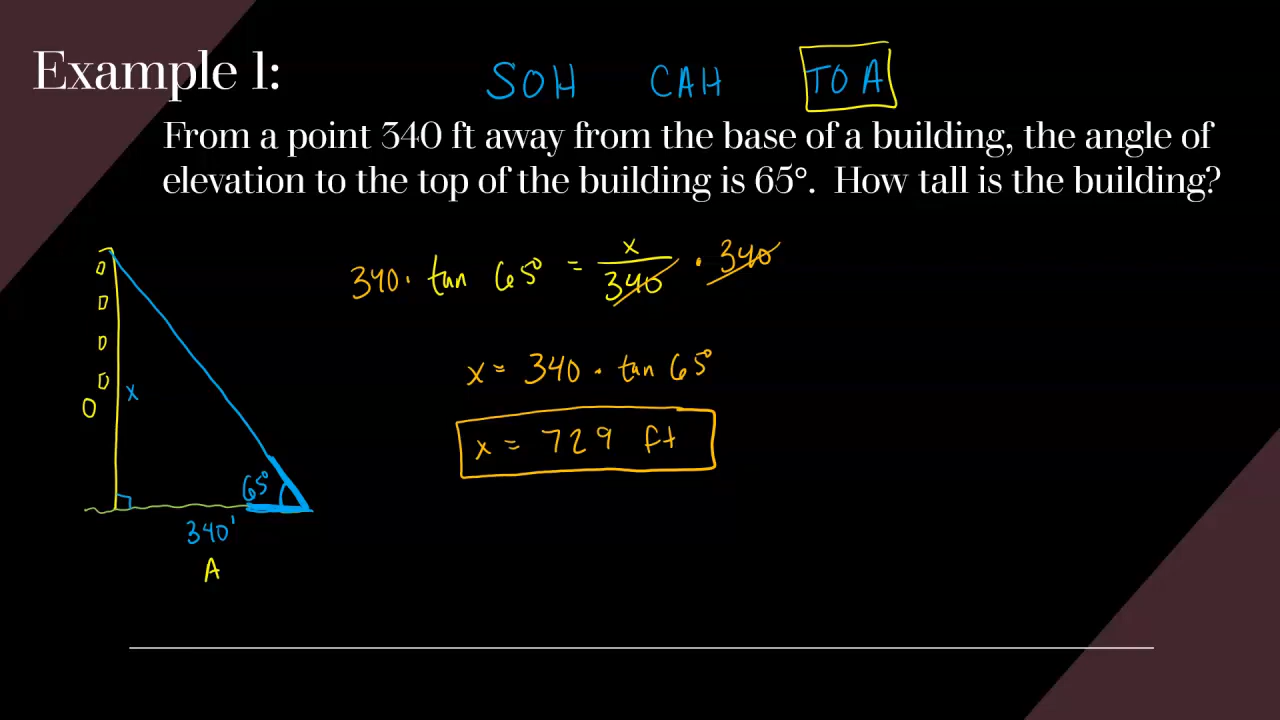 Example 1:
SOH CAH TOA
From a point 340 ft away from the base of a building, the angle of
elevation to the top of the building is 65°. How tall is the building?
340 · tan 65° = x/340 · 340
x = 340 · tan 65°
x
O
x = 729 ft
65°
340'
A